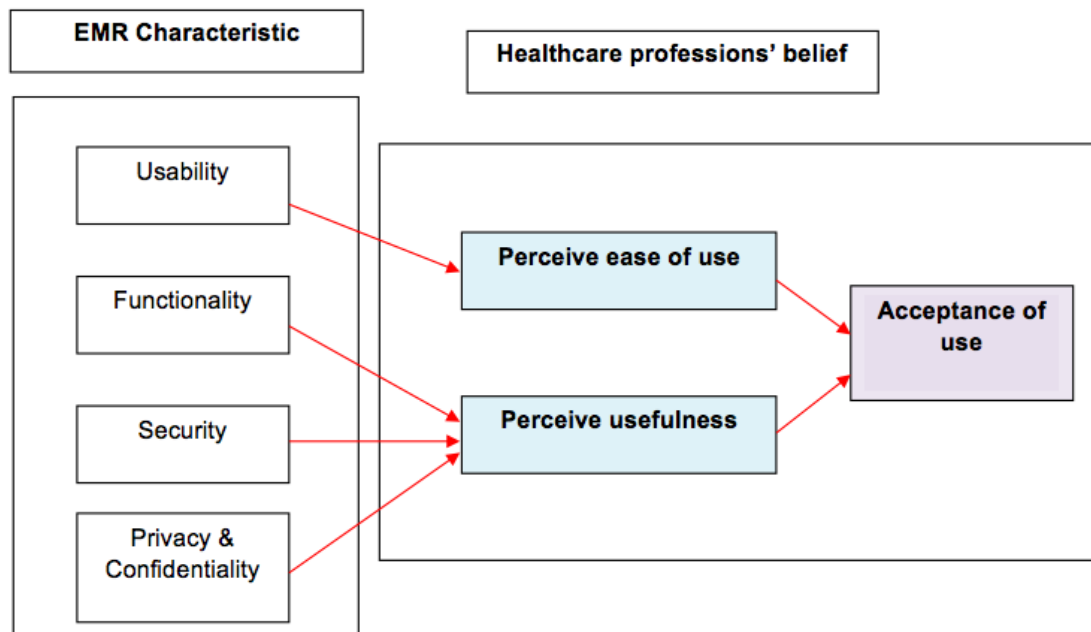 EMR Characteristic
Healthcare professions’ belief
Usability
Functionality
Security
Privacy &
Confidentiality
Perceive ease of use
Perceive usefulness
Acceptance of
use